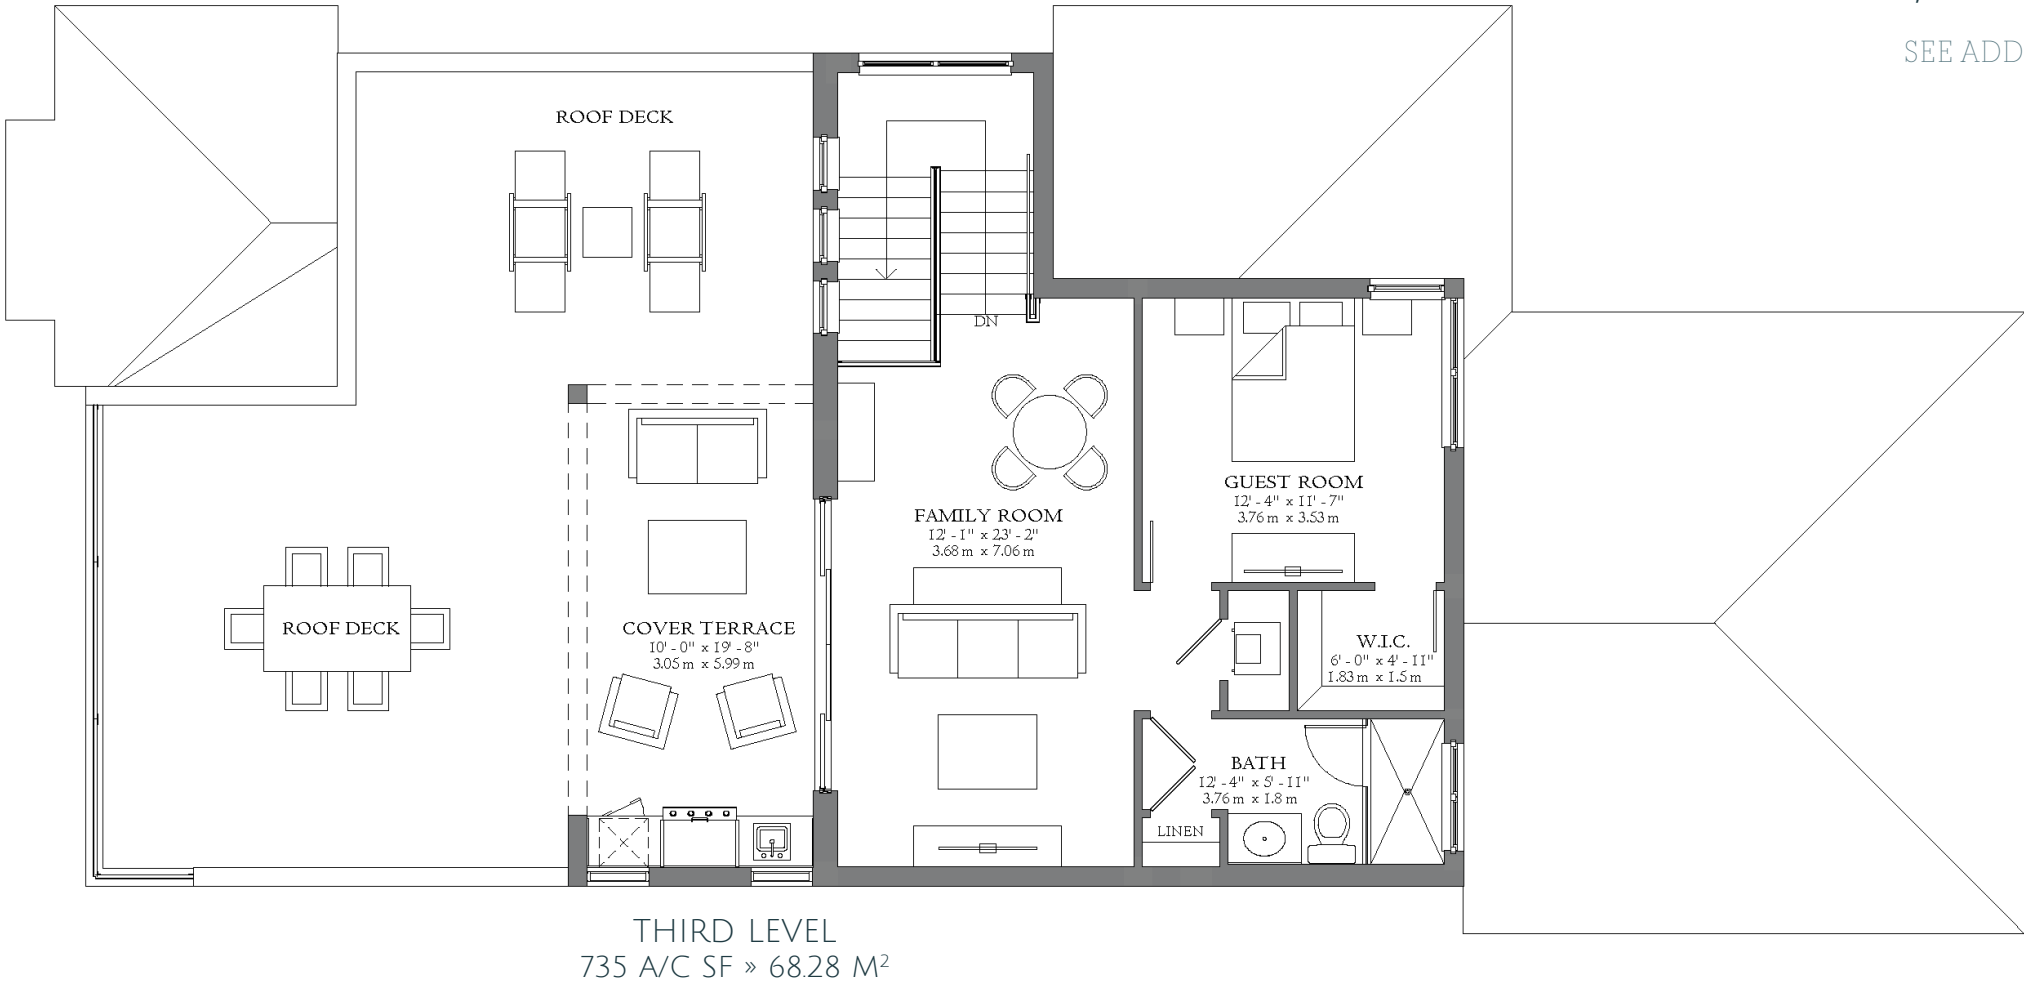 SEE ADD
ROOF DECK
DN
GUEST ROOM
12' - 4" x 11' - 7"
3.76 m x 3.53 m
FAMILY ROOM
12' - 1" x 23' - 2"
3.68 m x 7.06 m
ROOF DECK
COVER TERRACE
10' - 0" x 19' - 8"
3.05 m x 5.99 m
W.I.C.
6' - 0" x 4' - 11"
1.83 m x 1.5 m
BATH
12' - 4" x 5' - 11"
3.76 m x 1.8 m
LINEN
THIRD LEVEL
735 A/C SF » 68.28 M²